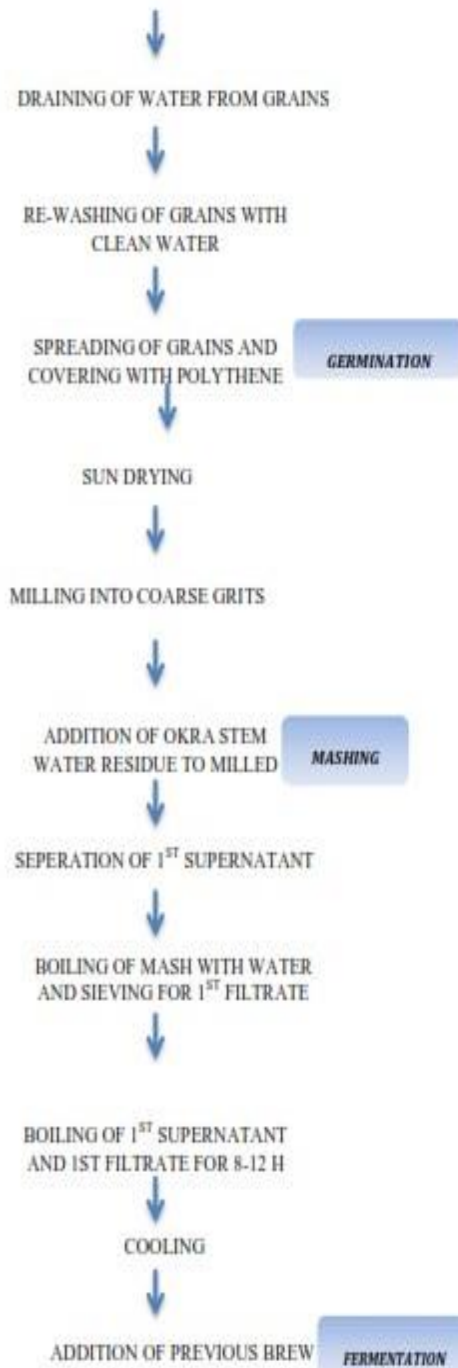 DRAINING OF WATER FROM GRAINS
RE-WASHING OF GRAINS WITH
CLEAN WATER
SPREADING OF GRAINS AND
COVERING WITH POLYTHENE
GERMINATION
SUN DRYING
MILLING INTO COARSE GRITS
ADDITION OF OKRA STEM
WATER RESIDUE TO MILLED
MASHING
SEPERATION OF 1ST SUPERNATANT
BOILING OF MASH WITH WATER
AND SIEVING FOR 1ST FILTRATE
BOILING OF 1ST SUPERNATANT
AND 1ST FILTRATE FOR 8-12 H
COOLING
ADDITION OF PREVIOUS BREW
FERMENTATION